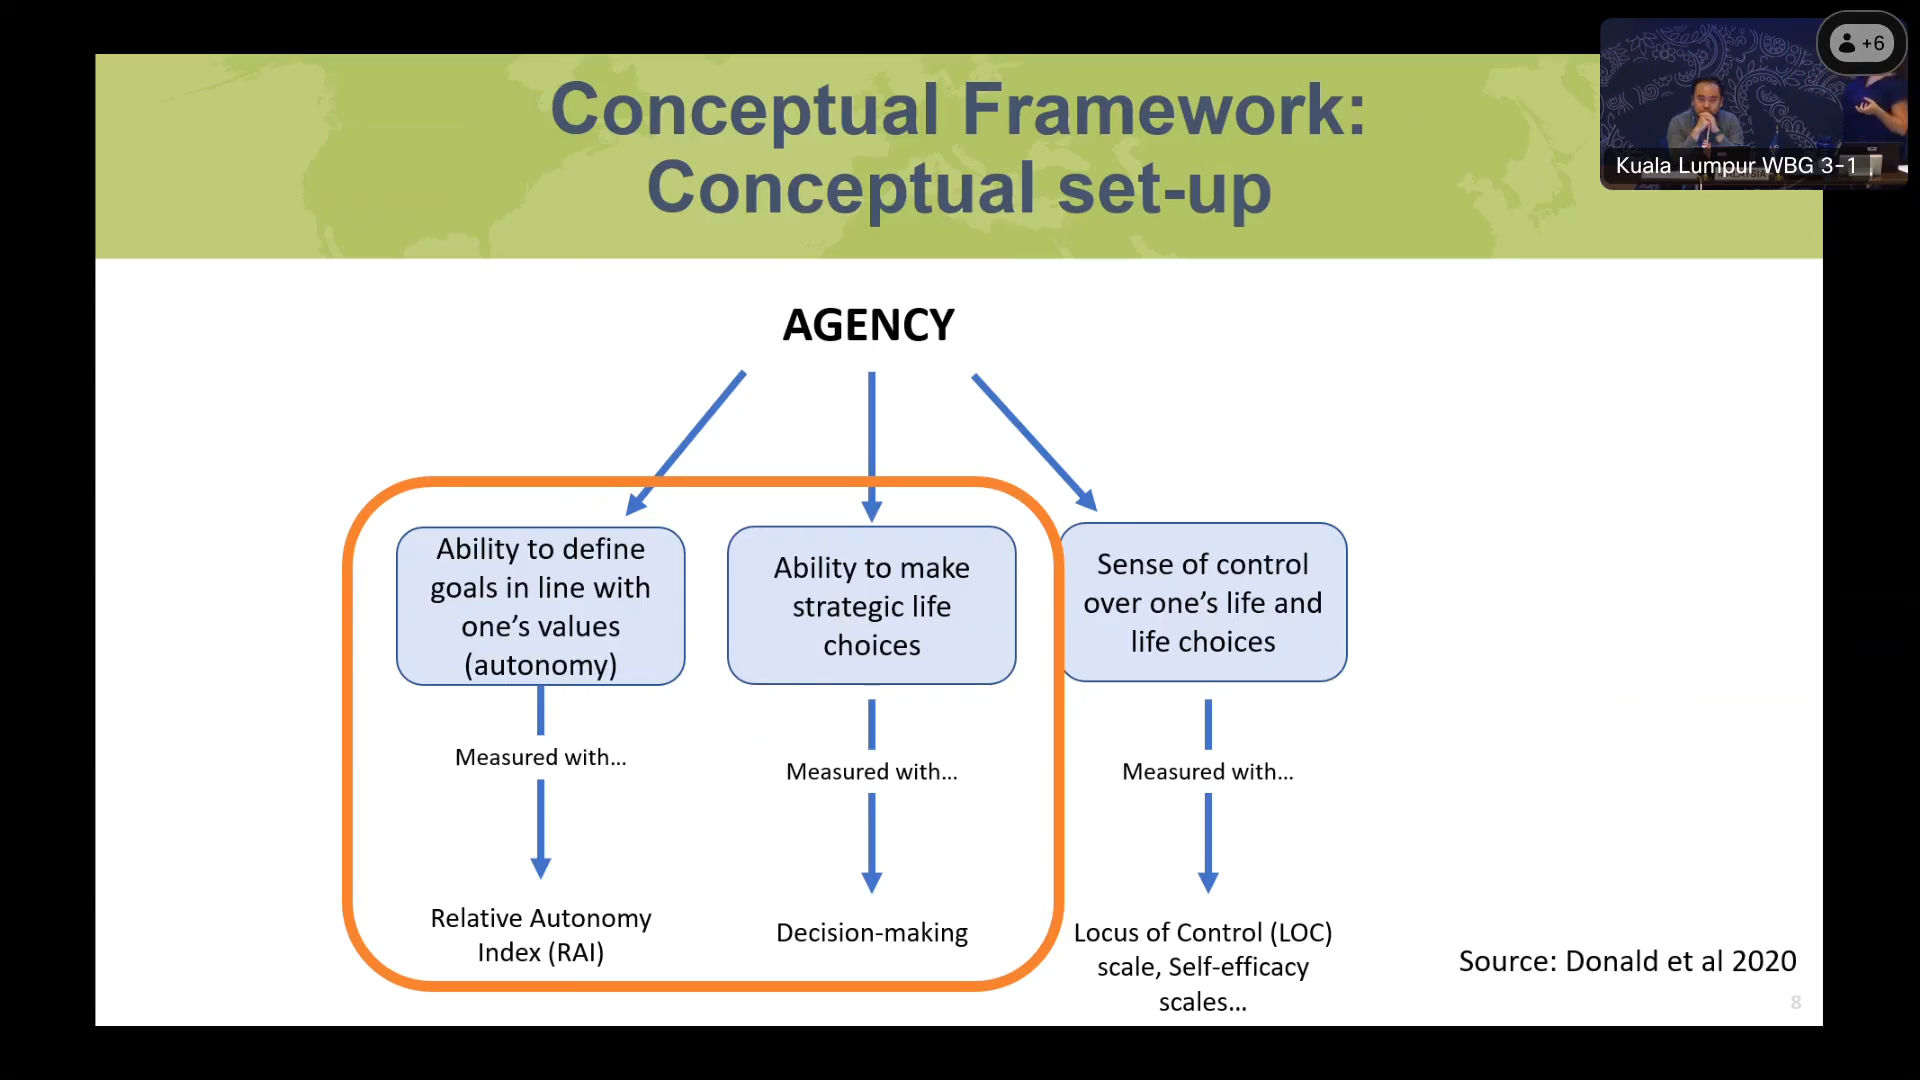 Conceptual Framework:
Conceptual set-up
+6
Kuala Lumpur WBG 3-1
AGENCY
Ability to define
goals in line with
one's values
(autonomy)
Ability to make
strategic life
choices
Sense of control
over one's life and
life choices
Measured with...
Measured with...
Measured with...
Relative Autonomy
Index (RAI)
Decision-making
Locus of Control (LOC)
scale, Self-efficacy
scales...
Source: Donald et al 2020
8